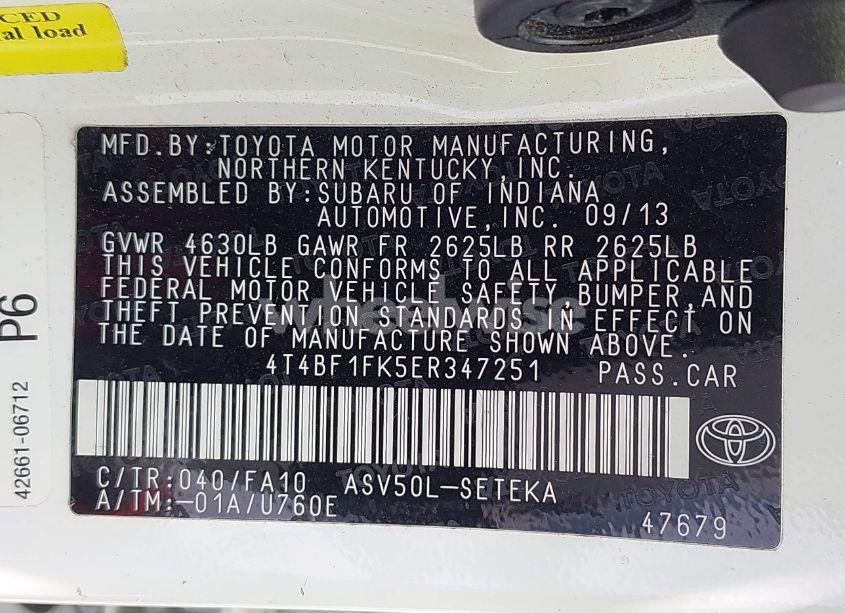 CED
al load
MFD.BY:TOYOTA MOTOR MANUFACTURING,
NORTHERN KENTUCKY,INC.
ASSEMBLED BY:SUBARU OF INDIANA
AUTOMOTIVE,INC. 09/13
GVWR 4630LB GAWR FR 2625LB RR 2625LB
THIS VEHICLE CONFORMS TO ALL APPLICABLE
FEDERAL MOTOR VEHICLE SAFETY,BUMPER,AND
THEFT PREVENTION STANDARDS IN EFFECT ON
THE DATE OF MANUFACTURE SHOWN ABOVE.
4T4BF1FK5ER347251 PASS.CAR
C/TR:040/FA10 ASV50L-SETEKA
A/TM:-01A/U760E
47679
P6
42661-06712
TOYOTA